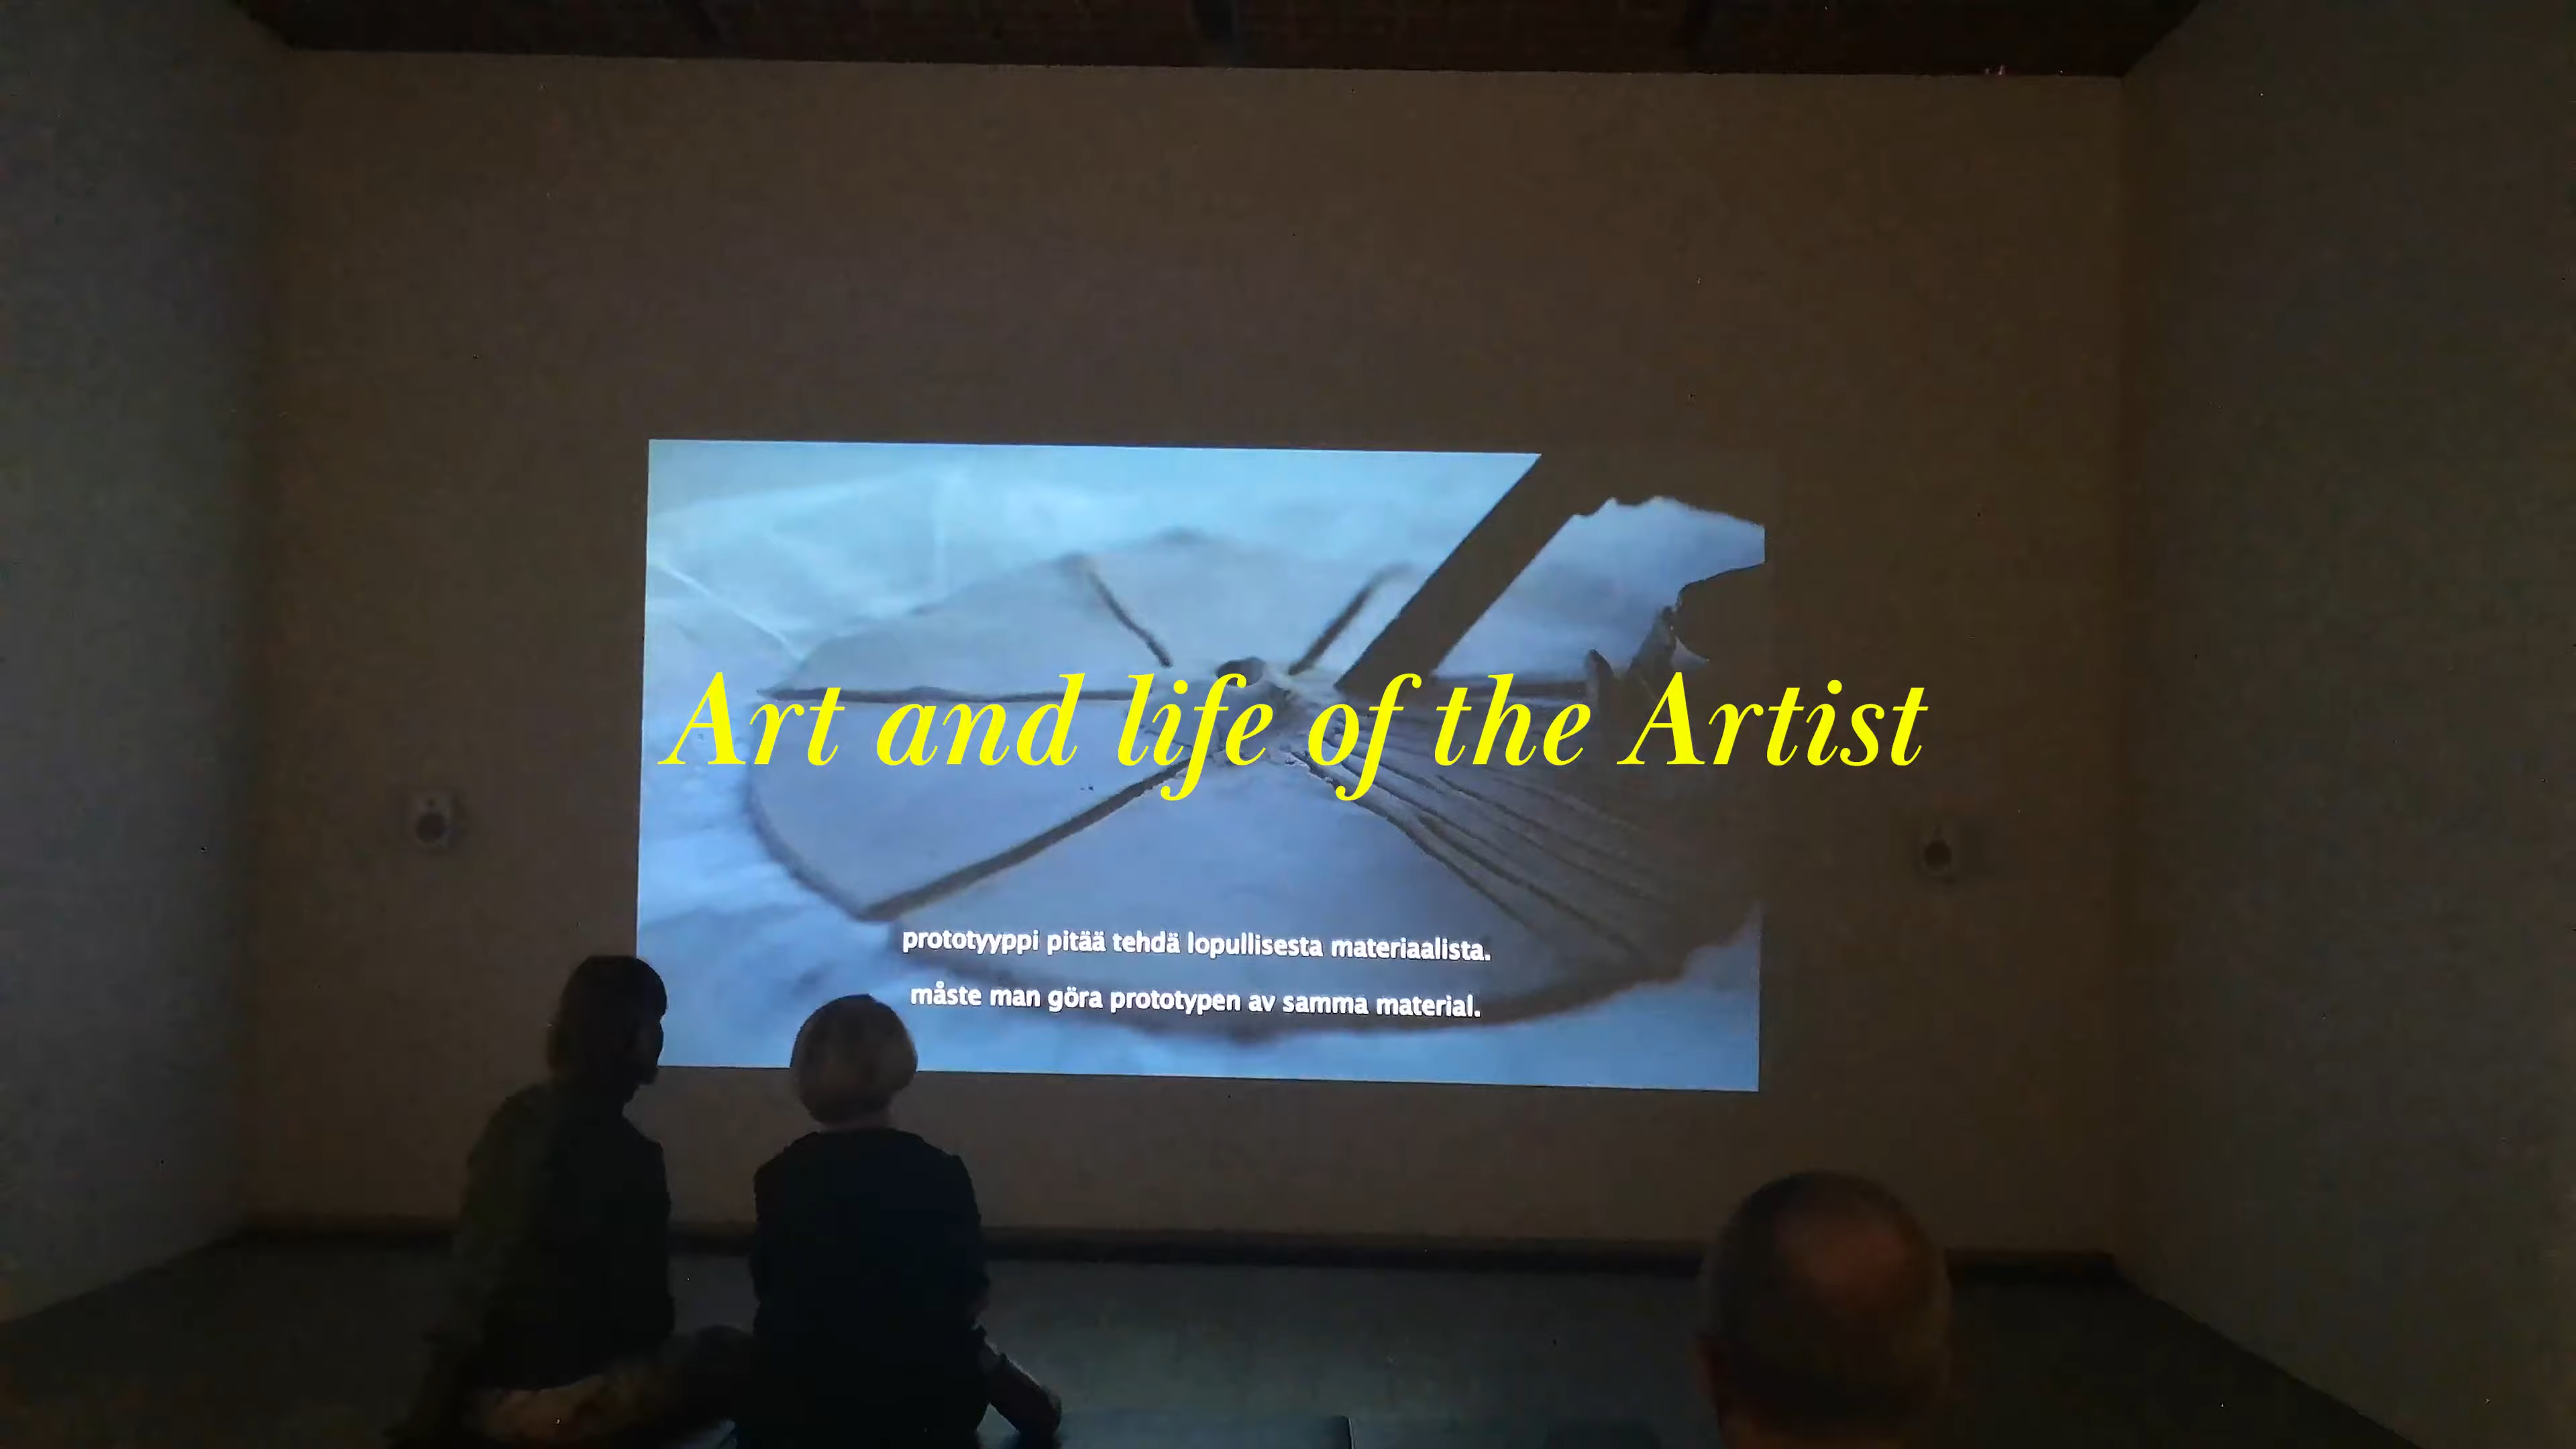 Art and life of the Artist
prototyyppi pitää tehdä lopullisesta materiaalista.
måste man göra prototypen av samma material.